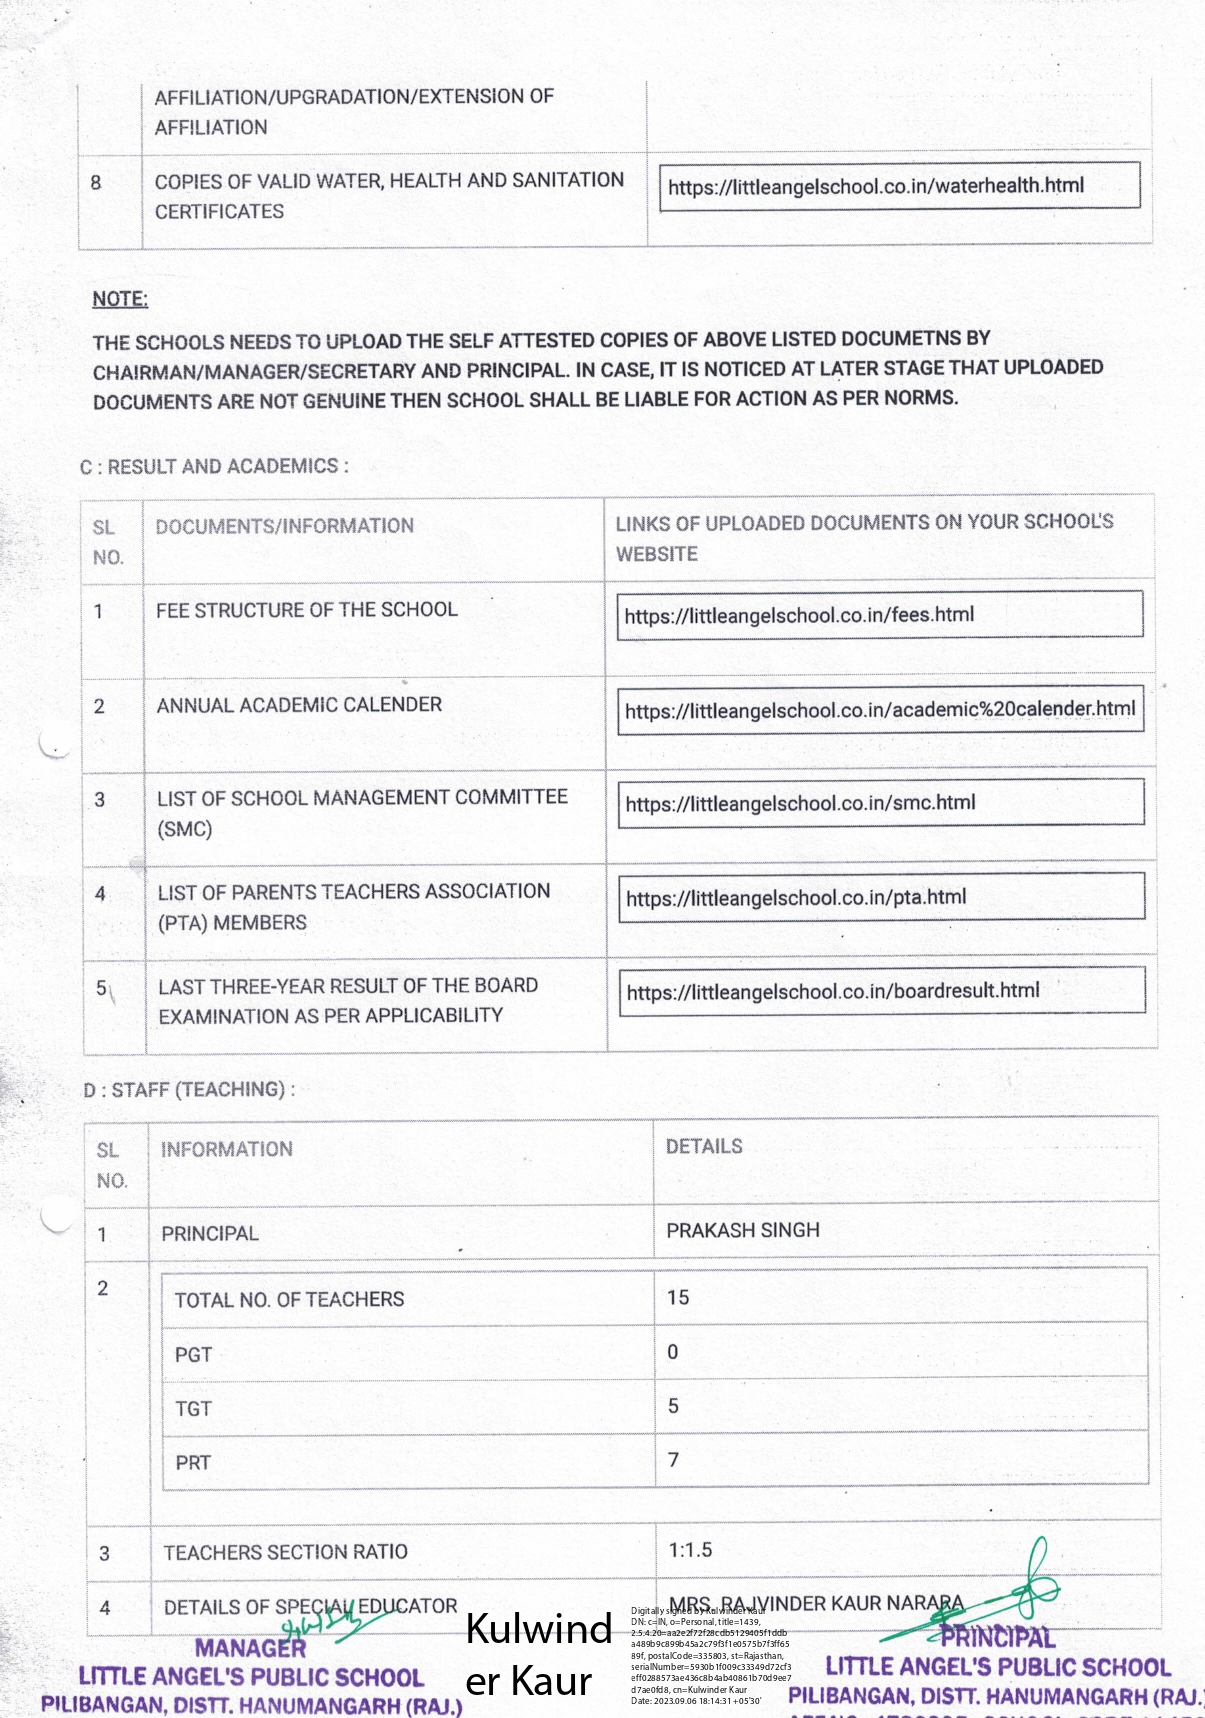 AFFILIATION/UPGRADATION/EXTENSION OF
AFFILIATION
8
COPIES OF VALID WATER, HEALTH AND SANITATION
CERTIFICATES
https://littleangelschool.co.in/waterhealth.html
NOTE:
THE SCHOOLS NEEDS TO UPLOAD THE SELF ATTESTED COPIES OF ABOVE LISTED DOCUMETNS BY
CHAIRMAN/MANAGER/SECRETARY AND PRINCIPAL. IN CASE, IT IS NOTICED AT LATER STAGE THAT UPLOADED
DOCUMENTS ARE NOT GENUINE THEN SCHOOL SHALL BE LIABLE FOR ACTION AS PER NORMS.
C : RESULT AND ACADEMICS :
SL
NO.
DOCUMENTS/INFORMATION
LINKS OF UPLOADED DOCUMENTS ON YOUR SCHOOL'S
WEBSITE
1
FEE STRUCTURE OF THE SCHOOL
https://littleangelschool.co.in/fees.html
2
ANNUAL ACADEMIC CALENDER
https://littleangelschool.co.in/academic%20calender.html
3
LIST OF SCHOOL MANAGEMENT COMMITTEE
(SMC)
https://littleangelschool.co.in/smc.html
4
LIST OF PARENTS TEACHERS ASSOCIATION
(PTA) MEMBERS
https://littleangelschool.co.in/pta.html
5
LAST THREE-YEAR RESULT OF THE BOARD
EXAMINATION AS PER APPLICABILITY
https://littleangelschool.co.in/boardresult.html
D : STAFF (TEACHING) :
SL
NO.
INFORMATION
DETAILS
1
PRINCIPAL
PRAKASH SINGH
2
TOTAL NO. OF TEACHERS
15
PGT
0
TGT
5
PRT
7
3
TEACHERS SECTION RATIO
1:1.5
4
DETAILS OF SPECIAL EDUCATOR
MRS. RAJVINDER KAUR NARARA
MANAGER
LITTLE ANGEL'S PUBLIC SCHOOL
PILIBANGAN, DISTT. HANUMANGARH (RAJ.)
Kulwind
er Kaur
Digitally signed by Kulwinder Kaur
DN: c=IN, o=Personal, title=1439,
2.5.4.20=aa2e2f72f28cdb5129405f1ddb
a489b9c899b45a2c79f3f1e0575b7f3ff65
89f, postalCode=335803, st=Rajasthan,
serialNumber=5930b1f009c33349d72cf3
eff0288573ae436c8b4ab40861b70d9ee7
d7ae0fd8, cn=Kulwinder Kaur
Date: 2023.09.06 18:14:31 +05'30'
PRINCIPAL
LITTLE ANGEL'S PUBLIC SCHOOL
PILIBANGAN, DISTT. HANUMANGARH (RAJ.)